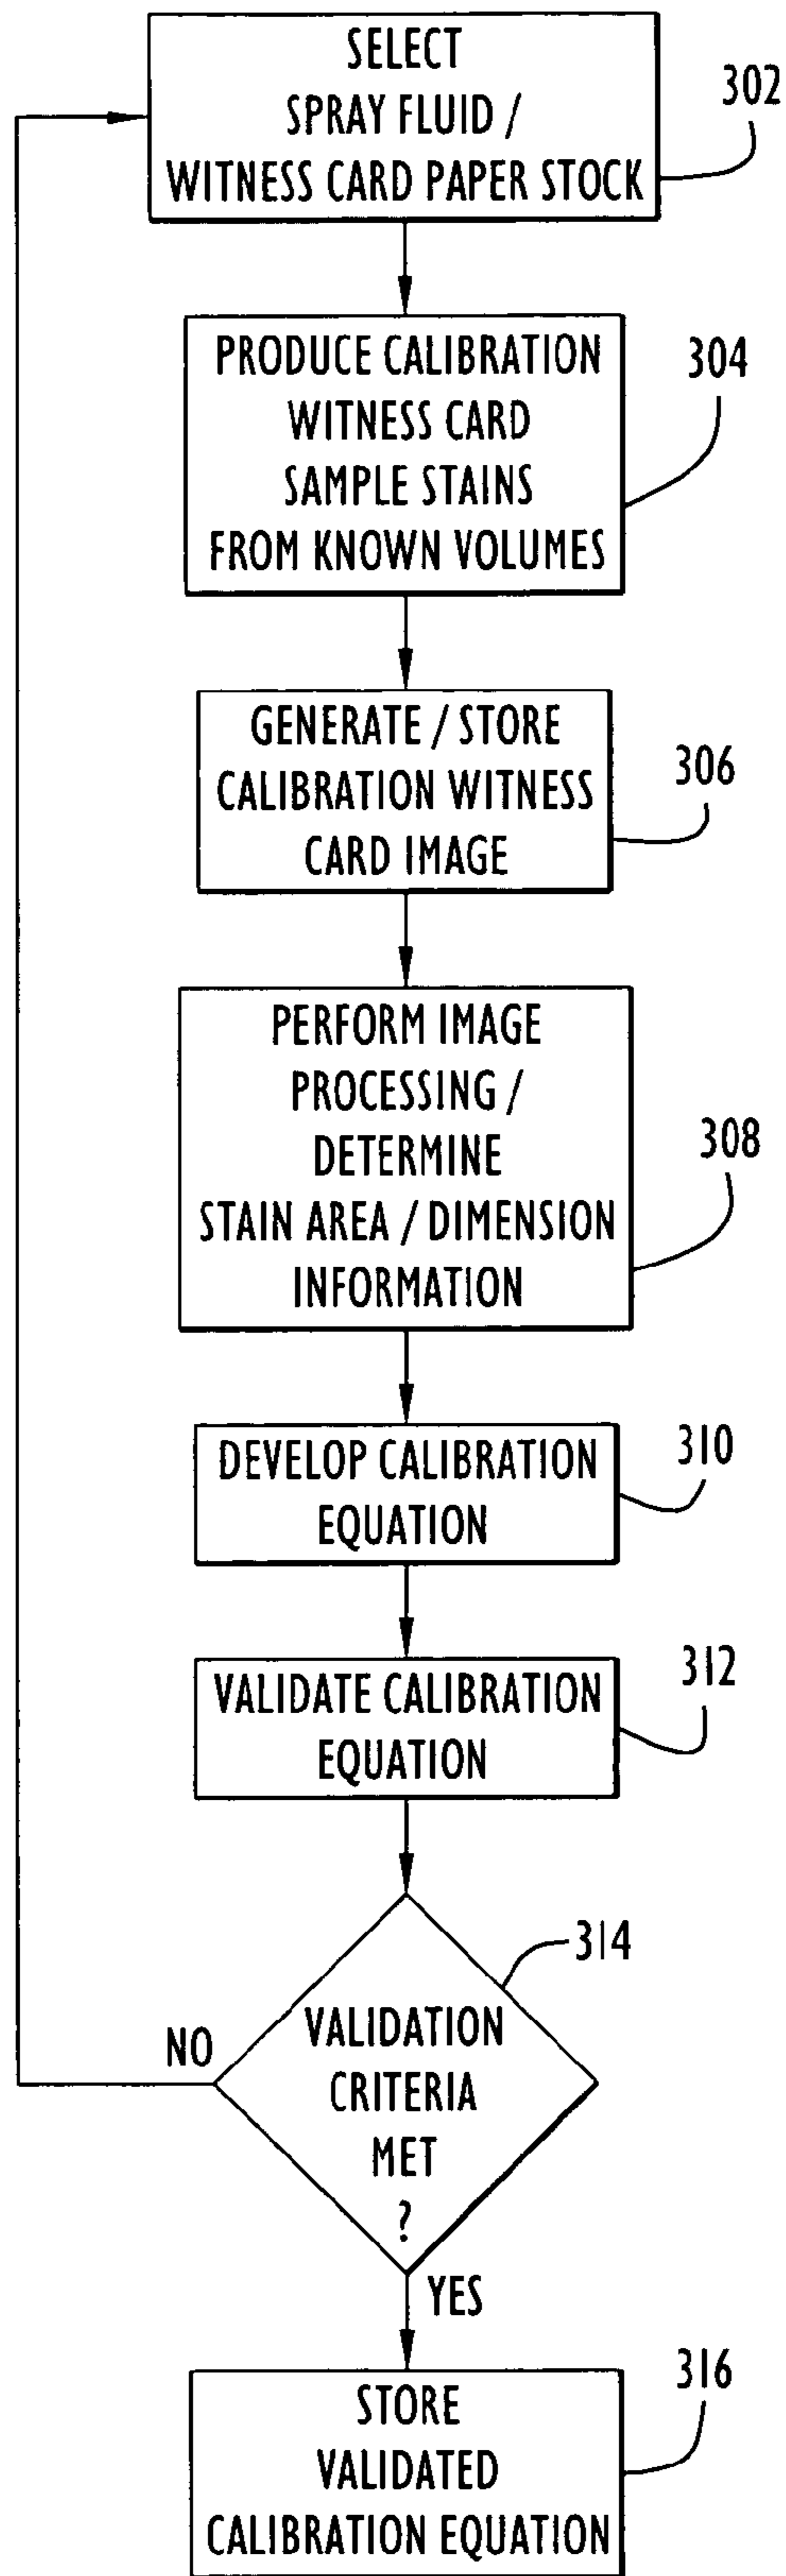 SELECT
SPRAY FLUID /
WITNESS CARD PAPER STOCK
302
PRODUCE CALIBRATION
WITNESS CARD
SAMPLE STAINS
FROM KNOWN VOLUMES
304
GENERATE / STORE
CALIBRATION WITNESS
CARD IMAGE
306
PERFORM IMAGE
PROCESSING /
DETERMINE
STAIN AREA / DIMENSION
INFORMATION
308
DEVELOP CALIBRATION
EQUATION
310
VALIDATE CALIBRATION
EQUATION
312
VALIDATION
CRITERIA
MET
?
314
NO
YES
STORE
VALIDATED
CALIBRATION EQUATION
316